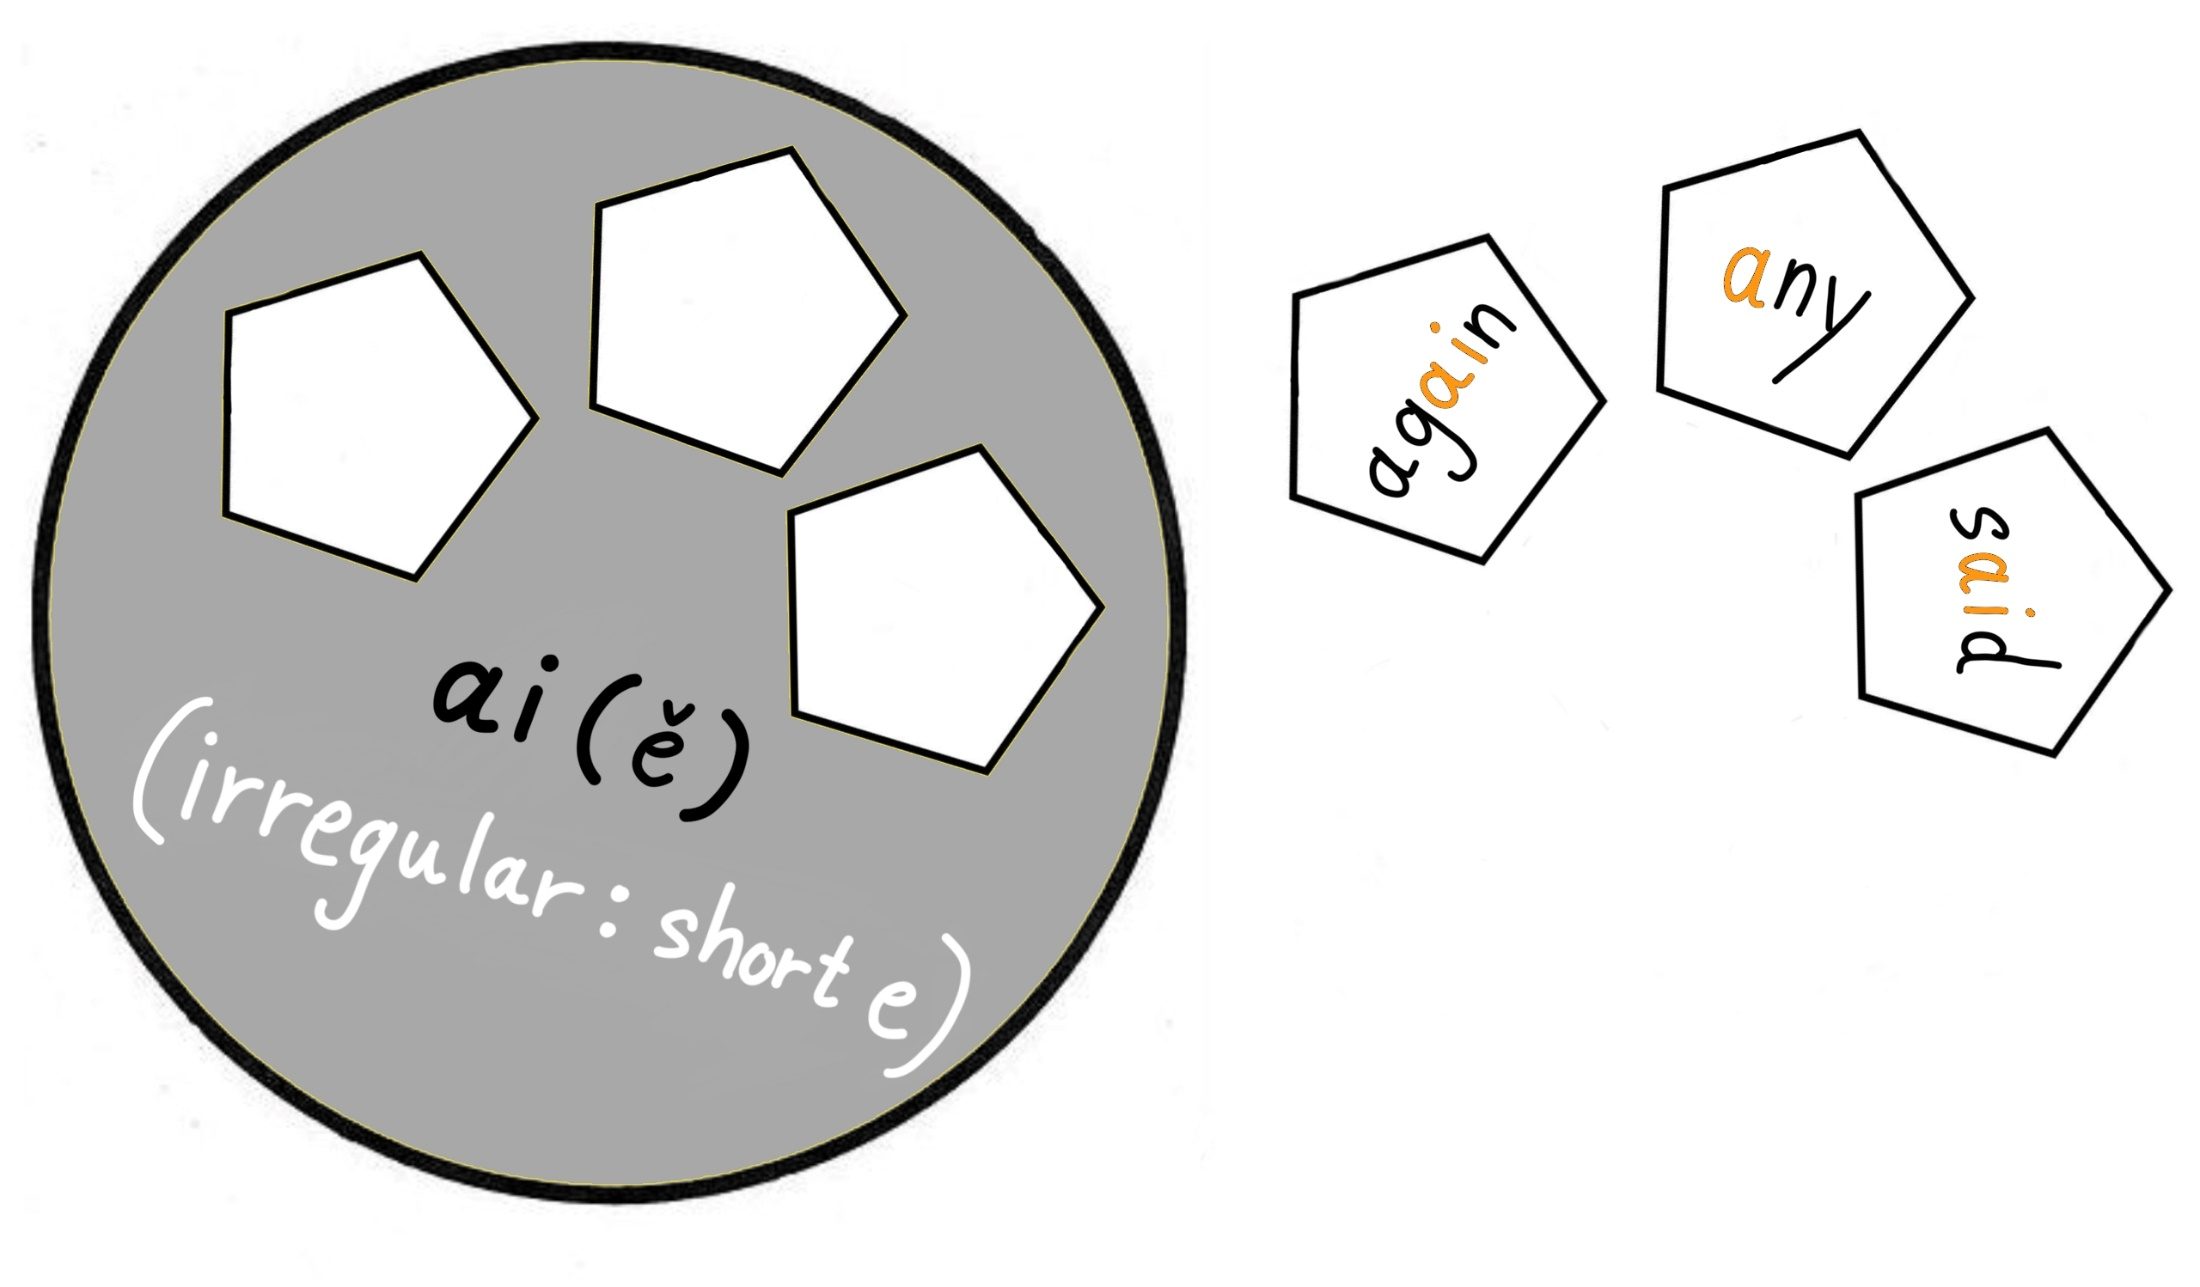 ai (ĕ)
(irregular: short e)
again
any
said